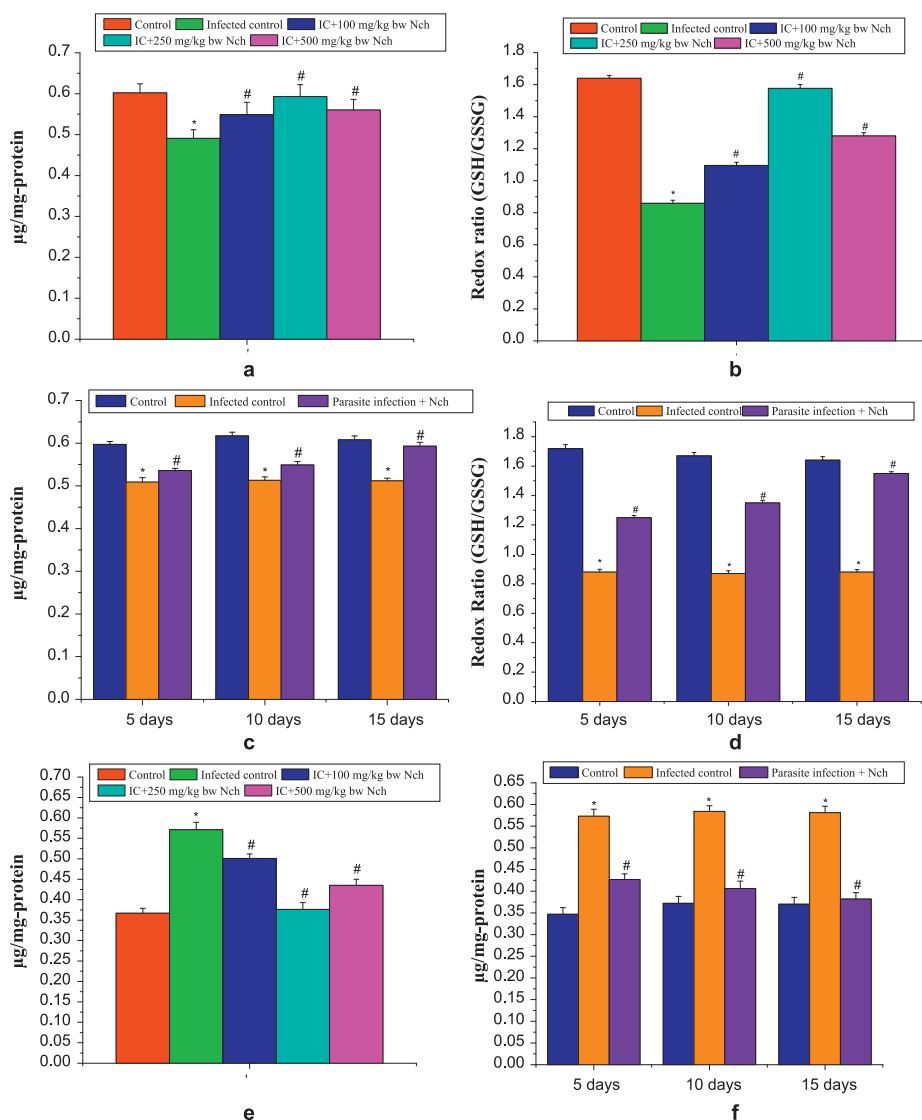 Control
Infected control
IC+100 mg/kg bw Nch
IC+250 mg/kg bw Nch
IC+500 mg/kg bw Nch
µg/mg-protein
0.6
0.6
0.5
0.4
0.3
0.2
0.1
0.0
*
#
#
#
a
Control
Infected control
IC+100 mg/kg bw Nch
IC+250 mg/kg bw Nch
IC+500 mg/kg bw Nch
Redox ratio (GSH/GSSG)
1.8
1.6
1.4
1.2
1.0
0.8
0.6
0.4
0.2
0.0
*
#
#
#
b
Control
Infected control
Parasite infection + Nch
µg/mg-protein
0.7
0.6
0.5
0.4
0.3
0.2
0.1
0.0
*
#
*
#
*
#
5 days
10 days
15 days
c
Control
Infected control
Parasite infection + Nch
Redox Ratio (GSH/GSSG)
1.8
1.6
1.4
1.2
1.0
0.8
0.6
0.4
0.2
0.0
*
#
*
#
*
#
5 days
10 days
15 days
d
Control
Infected control
IC+100 mg/kg bw Nch
IC+250 mg/kg bw Nch
IC+500 mg/kg bw Nch
µg/mg-protein
0.70
0.65
0.60
0.55
0.50
0.45
0.40
0.35
0.30
0.25
0.20
0.15
0.10
0.05
0.00
*
#
#
#
e
Control
Infected control
Parasite infection + Nch
µg/mg-protein
0.65
0.60
0.55
0.50
0.45
0.40
0.35
0.30
0.25
0.20
0.15
0.10
0.05
0.00
*
#
*
#
*
#
5 days
10 days
15 days
f